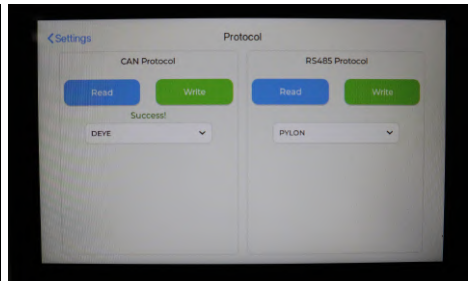 Settings
Protocol
CAN Protocol
RS485 Protocol
Read
Write
Read
Write
Success!
DEYE
PYLON